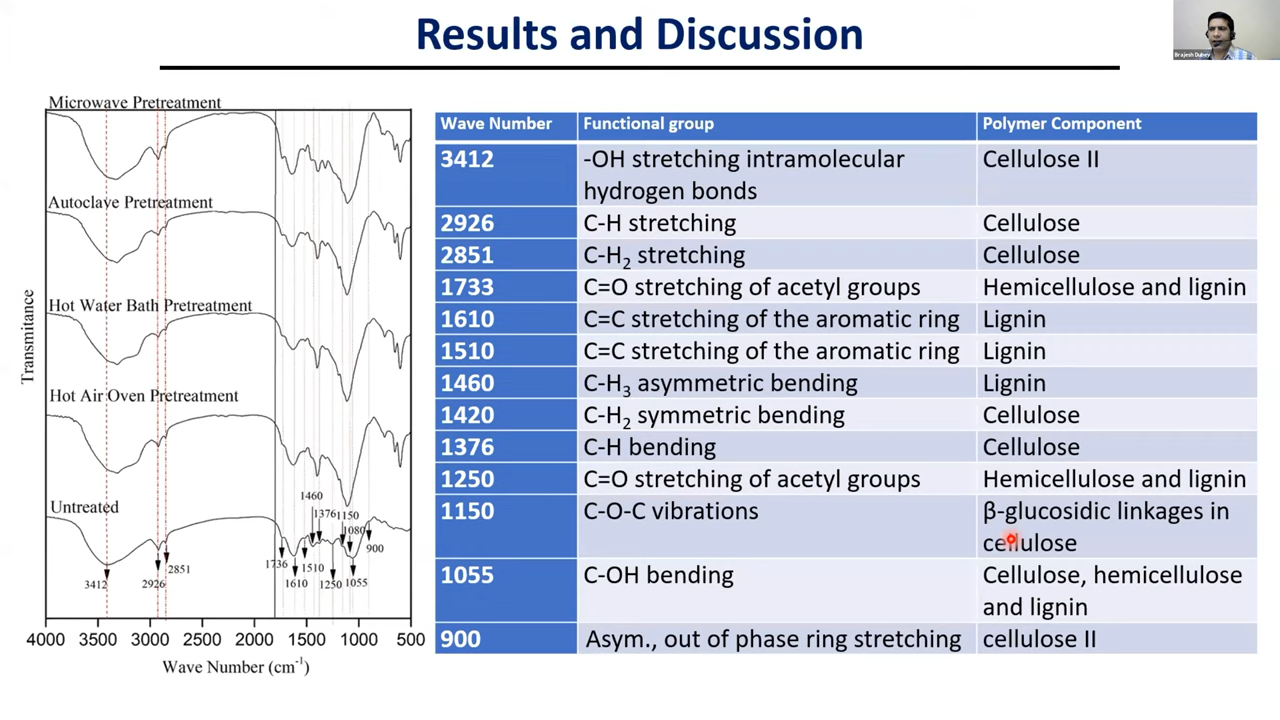 Results and Discussion
Brajesh Dubey
Microwave Pretreatment
Autoclave Pretreatment
Hot Water Bath Pretreatment
Hot Air Oven Pretreatment
Untreated
Transmitance
3412
2926
2851
1736
1610
1510
1460
1376
1250
1150
1080
1055
900
4000 3500 3000 2500 2000 1500 1000 500
Wave Number (cm⁻¹)
Wave Number Functional group Polymer Component
3412 -OH stretching intramolecular Cellulose II
hydrogen bonds
2926 C-H stretching Cellulose
2851 C-H₂ stretching Cellulose
1733 C=O stretching of acetyl groups Hemicellulose and lignin
1610 C=C stretching of the aromatic ring Lignin
1510 C=C stretching of the aromatic ring Lignin
1460 C-H₃ asymmetric bending Lignin
1420 C-H₂ symmetric bending Cellulose
1376 C-H bending Cellulose
1250 C=O stretching of acetyl groups Hemicellulose and lignin
1150 C-O-C vibrations β-glucosidic linkages in
cellulose
1055 C-OH bending Cellulose, hemicellulose
and lignin
900 Asym., out of phase ring stretching cellulose II